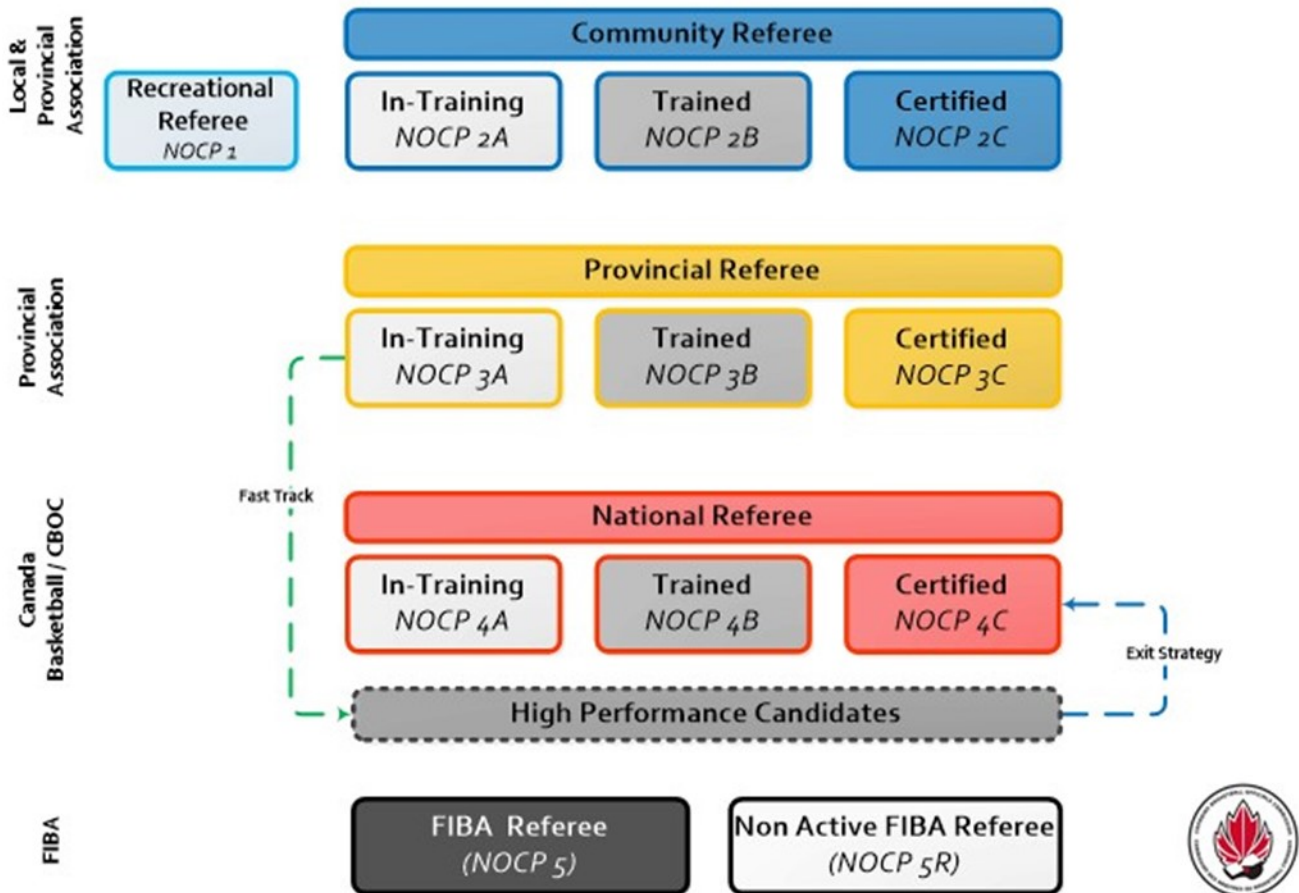 Local &
Provincial
Association
Community Referee
Recreational
Referee
NOCP 1
In-Training
NOCP 2A
Trained
NOCP 2B
Certified
NOCP 2C
Provincial
Association
Provincial Referee
In-Training
NOCP 3A
Trained
NOCP 3B
Certified
NOCP 3C
Fast Track
Canada
Basketball / CBOC
National Referee
In-Training
NOCP 4A
Trained
NOCP 4B
Certified
NOCP 4C
Exit Strategy
High Performance Candidates
FIBA
FIBA Referee
(NOCP 5)
Non Active FIBA Referee
(NOCP 5R)